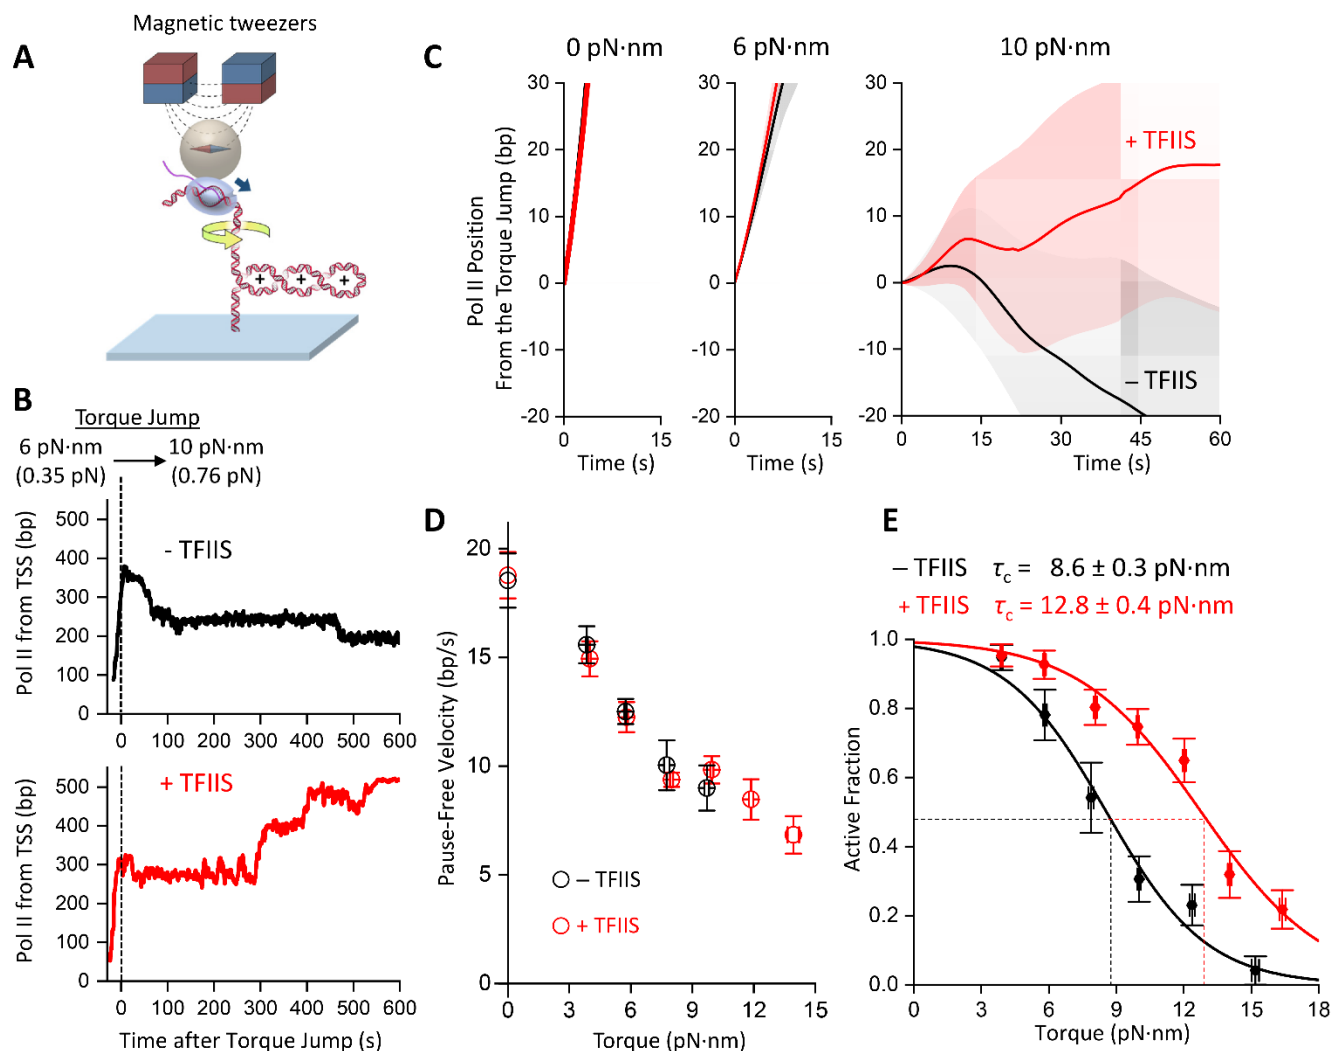 Magnetic tweezers
A
+ + +
B
Torque Jump
6 pN·nm 10 pN·nm
(0.35 pN) (0.76 pN)
Pol II from TSS (bp)
500
400
300
200
100
0
- TFIIS
0 100 200 300 400 500 600
Pol II from TSS (bp)
500
400
300
200
100
0
+ TFIIS
0 100 200 300 400 500 600
Time after Torque Jump (s)
C
0 pN·nm 6 pN·nm 10 pN·nm
Pol II Position
From the Torque Jump (bp)
30
20
10
0
-10
-20
0 15
Time (s)
30
20
10
0
-10
-20
0 15
Time (s)
30
20
10
0
-10
-20
+ TFIIS
– TFIIS
0 15 30 45 60
Time (s)
D
Pause-Free Velocity (bp/s)
20
15
10
5
0
– TFIIS
+ TFIIS
0 3 6 9 12 15
Torque (pN·nm)
E
– TFIIS τc = 8.6 ± 0.3 pN·nm
+ TFIIS τc = 12.8 ± 0.4 pN·nm
Active Fraction
1.0
0.8
0.6
0.4
0.2
0.0
0 3 6 9 12 15 18
Torque (pN·nm)